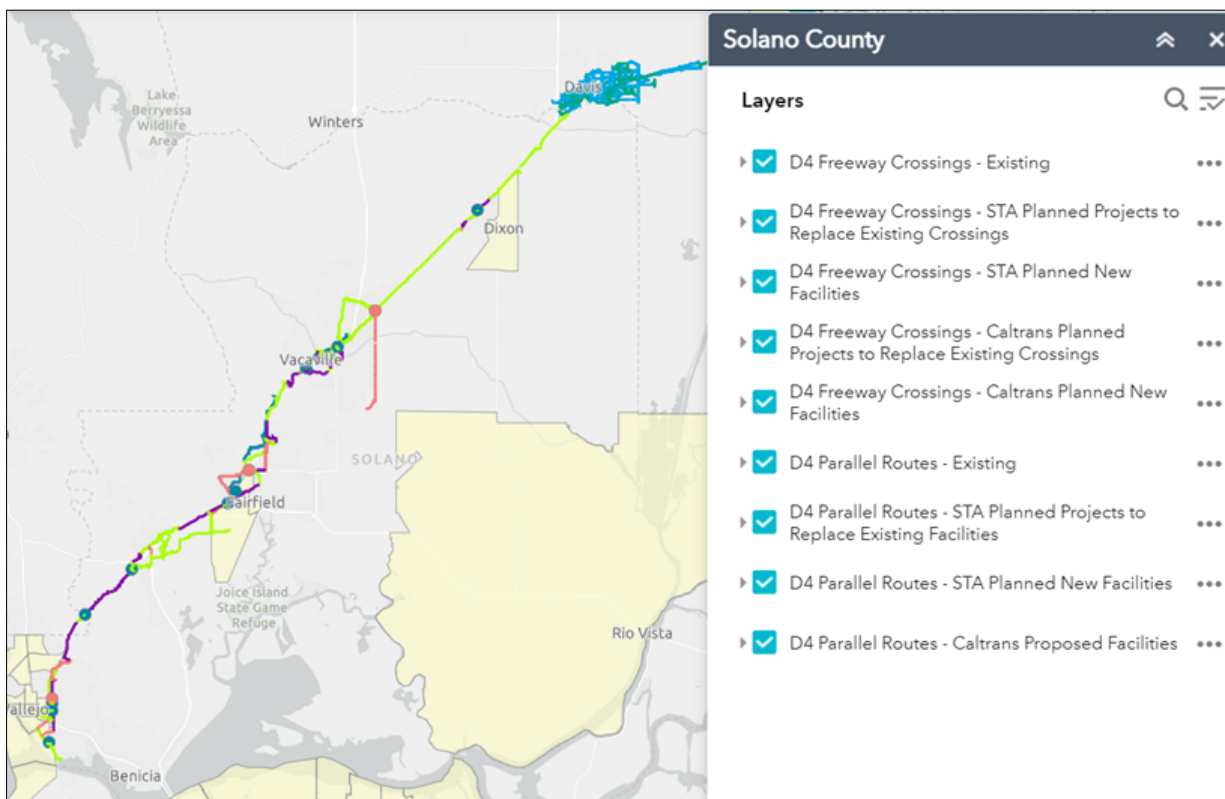 Lake
Berryessa
Wildlife
Area
Winters
Davis
Dixon
Vacaville
SOLANO
Fairfield
Joice Island
State Game
Refuge
Rio Vista
Vallejo
Benicia
Solano County
Layers
D4 Freeway Crossings - Existing
D4 Freeway Crossings - STA Planned Projects to
Replace Existing Crossings
D4 Freeway Crossings - STA Planned New
Facilities
D4 Freeway Crossings - Caltrans Planned
Projects to Replace Existing Crossings
D4 Freeway Crossings - Caltrans Planned New
Facilities
D4 Parallel Routes - Existing
D4 Parallel Routes - STA Planned Projects to
Replace Existing Facilities
D4 Parallel Routes - STA Planned New Facilities
D4 Parallel Routes - Caltrans Proposed Facilities